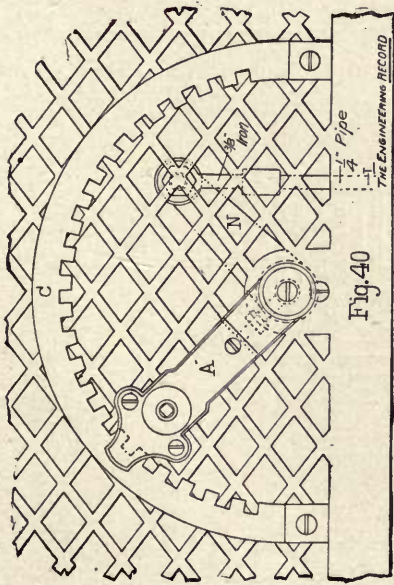 C
3/8" Iron
N
A
1/4" Pipe
Fig.40
THE ENGINEERING RECORD